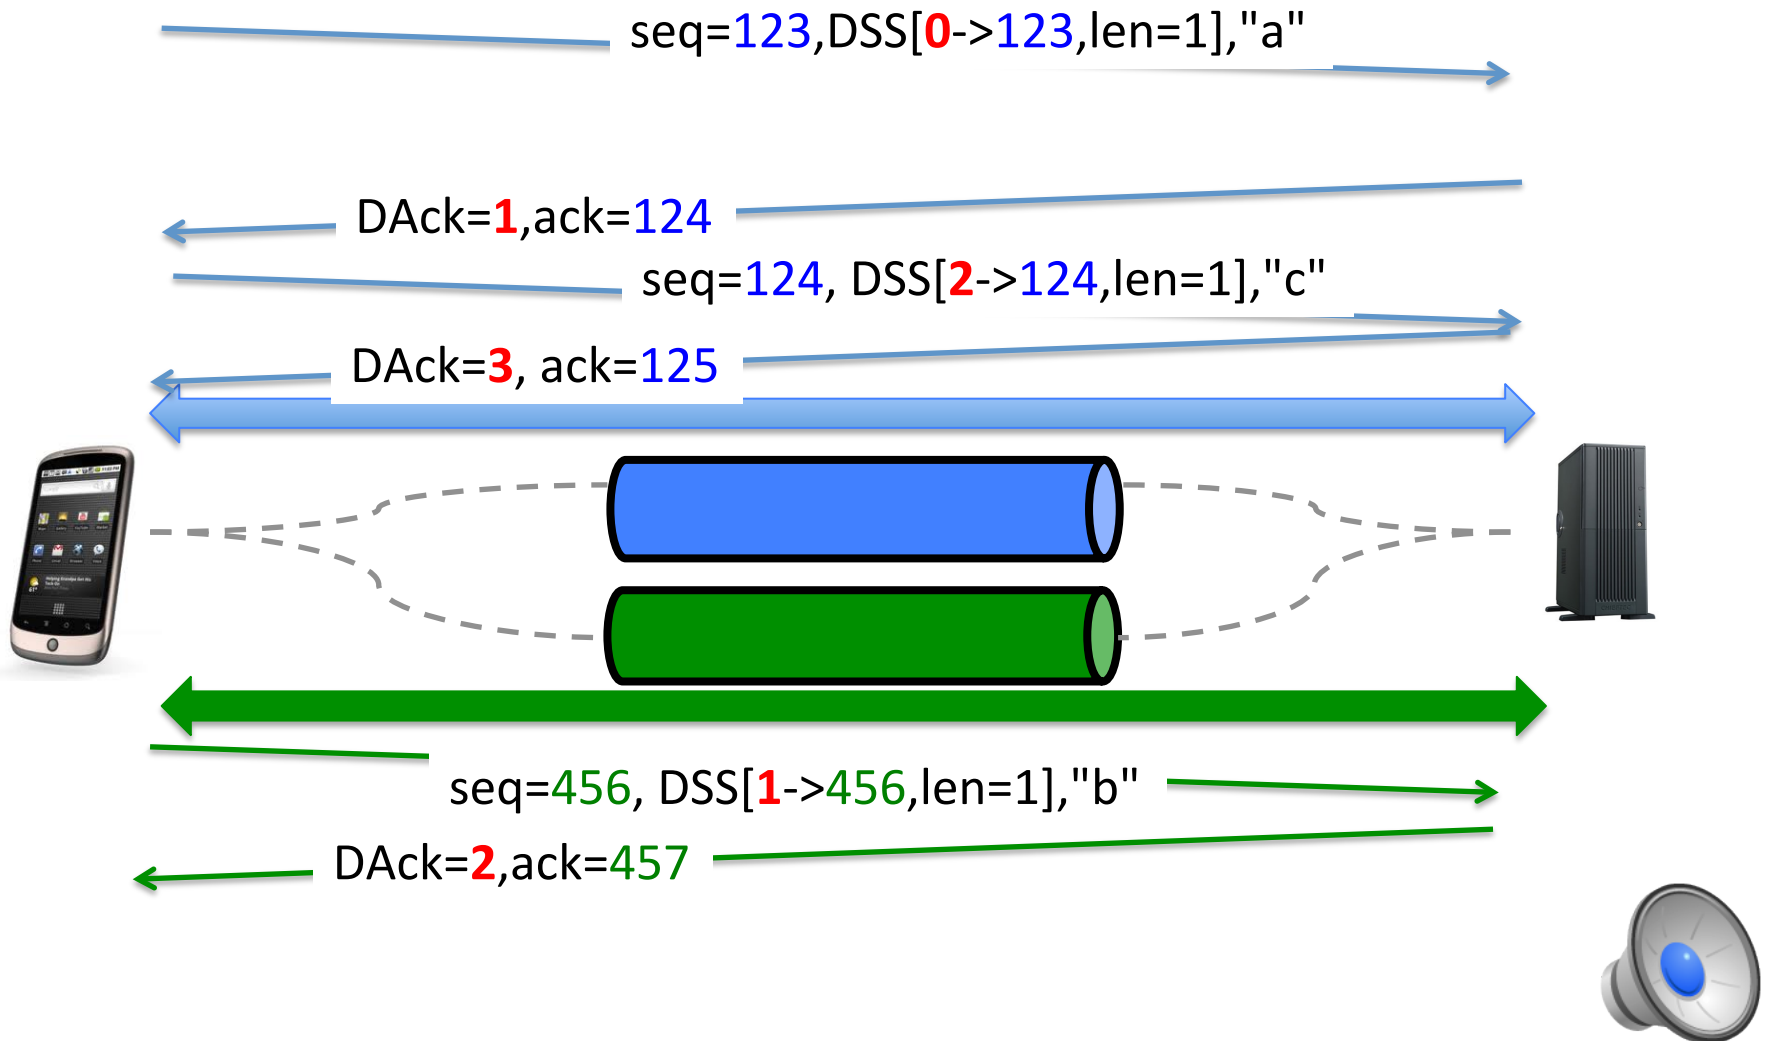 seq=123,DSS[0->123,len=1],"a"
DAck=1,ack=124
seq=124, DSS[2->124,len=1],"c"
DAck=3, ack=125
seq=456, DSS[1->456,len=1],"b"
DAck=2,ack=457